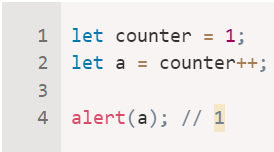 1 let counter = 1;
2 let a = counter++;
3
4 alert(a); // 1